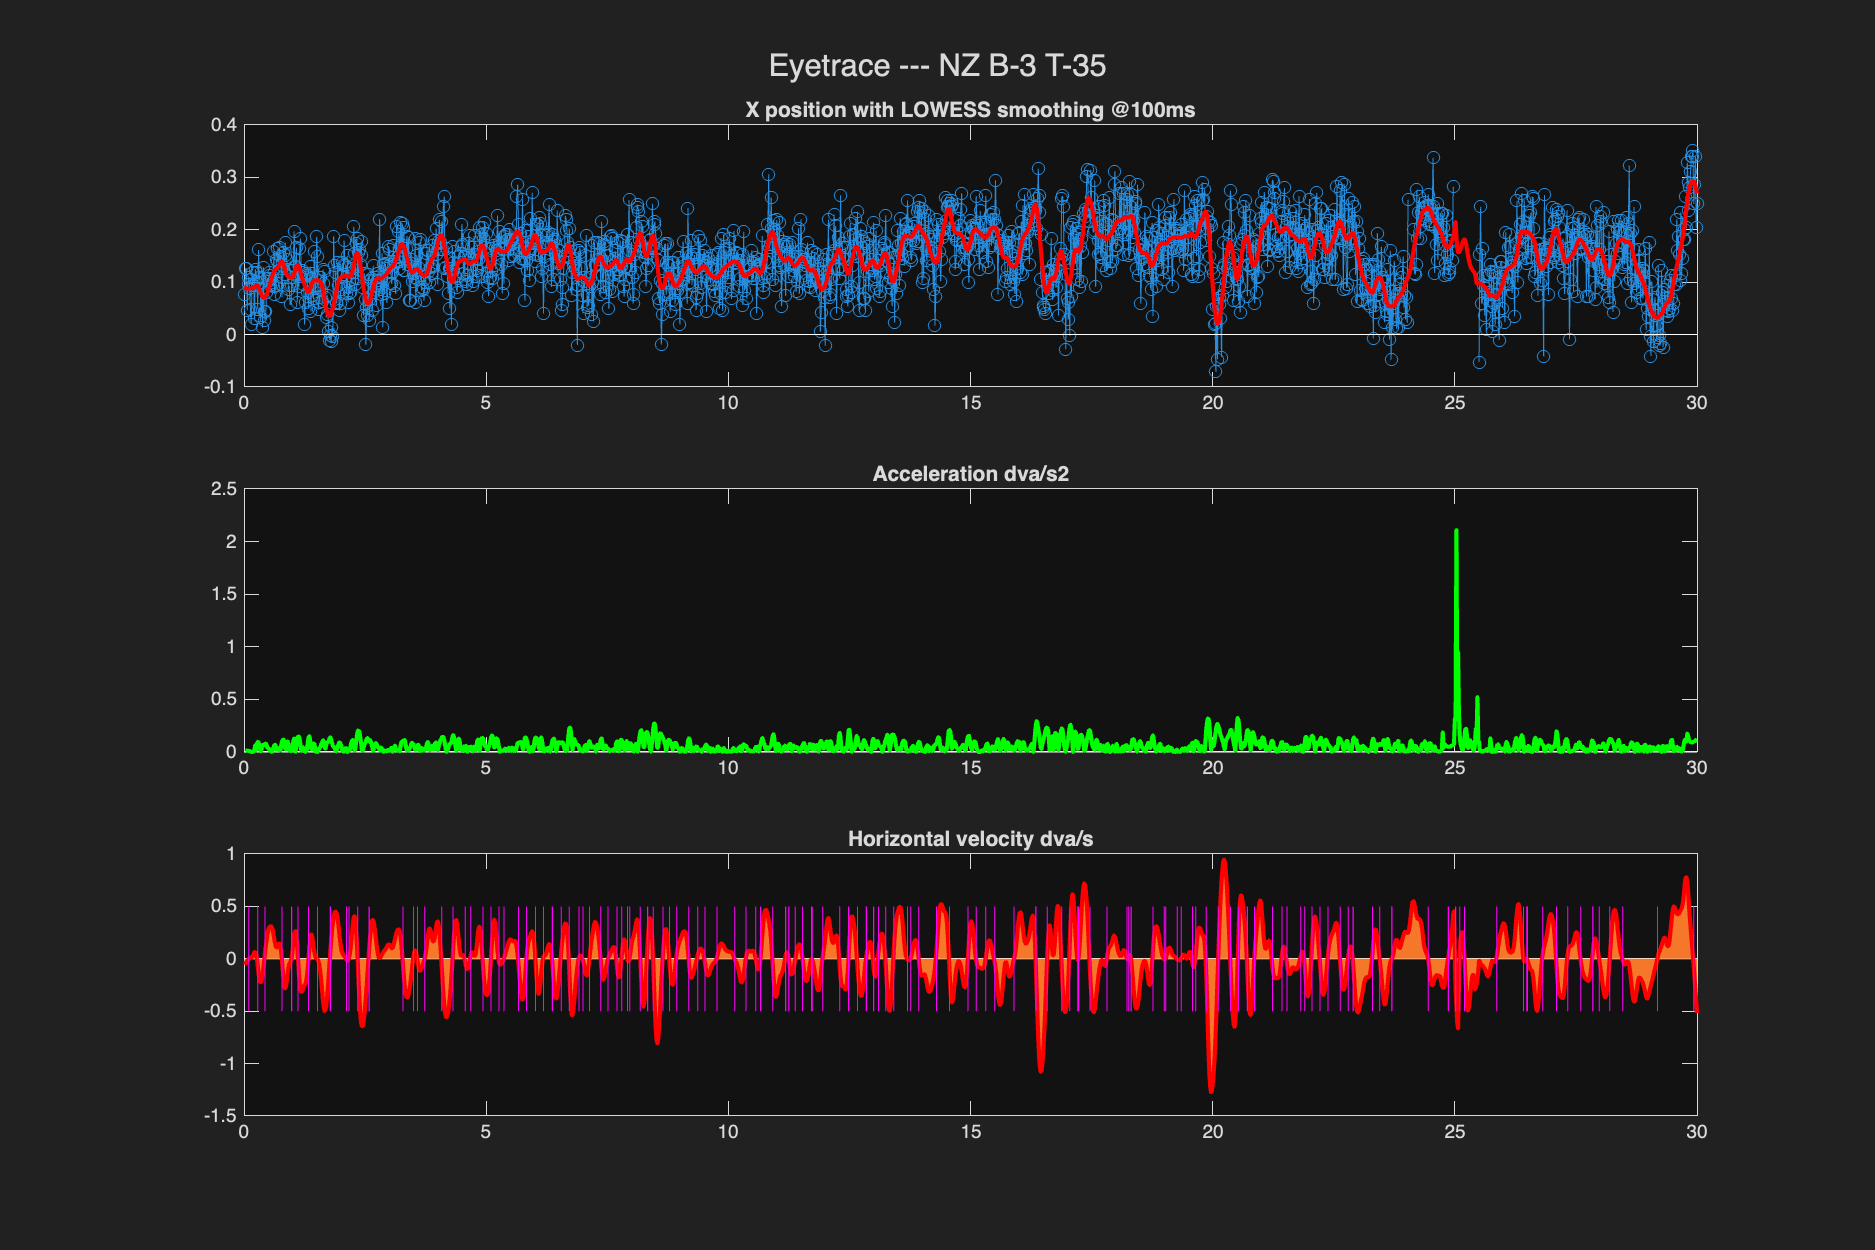 Eyetrace --- NZ B-3 T-35
X position with LOWESS smoothing @100ms
0.4
0.3
0.2
0.1
0
-0.1
0 5 10 15 20 25 30
Acceleration dva/s2
2.5
2
1.5
1
0.5
0
0 5 10 15 20 25 30
Horizontal velocity dva/s
1
0.5
0
-0.5
-1
-1.5
0 5 10 15 20 25 30